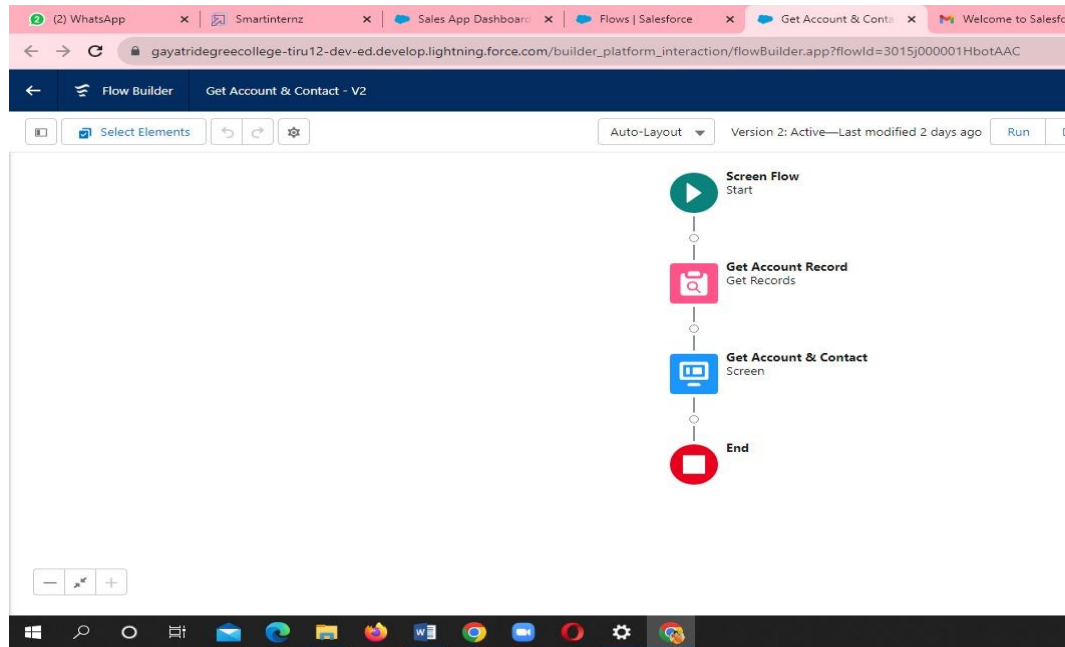 (2) WhatsApp
Smartinternz
Sales App Dashboard
Flows | Salesforce
Get Account & Conta
Welcome to Salesfo
gayatridegreecollege-tiru12-dev-ed.develop.lightning.force.com/builder_platform_interaction/flowBuilder.app?flowId=3015j000001HbotAAC
Flow Builder
Get Account & Contact - V2
Select Elements
Auto-Layout
Version 2: Active—Last modified 2 days ago
Run
Screen Flow
Start
Get Account Record
Get Records
Get Account & Contact
Screen
End